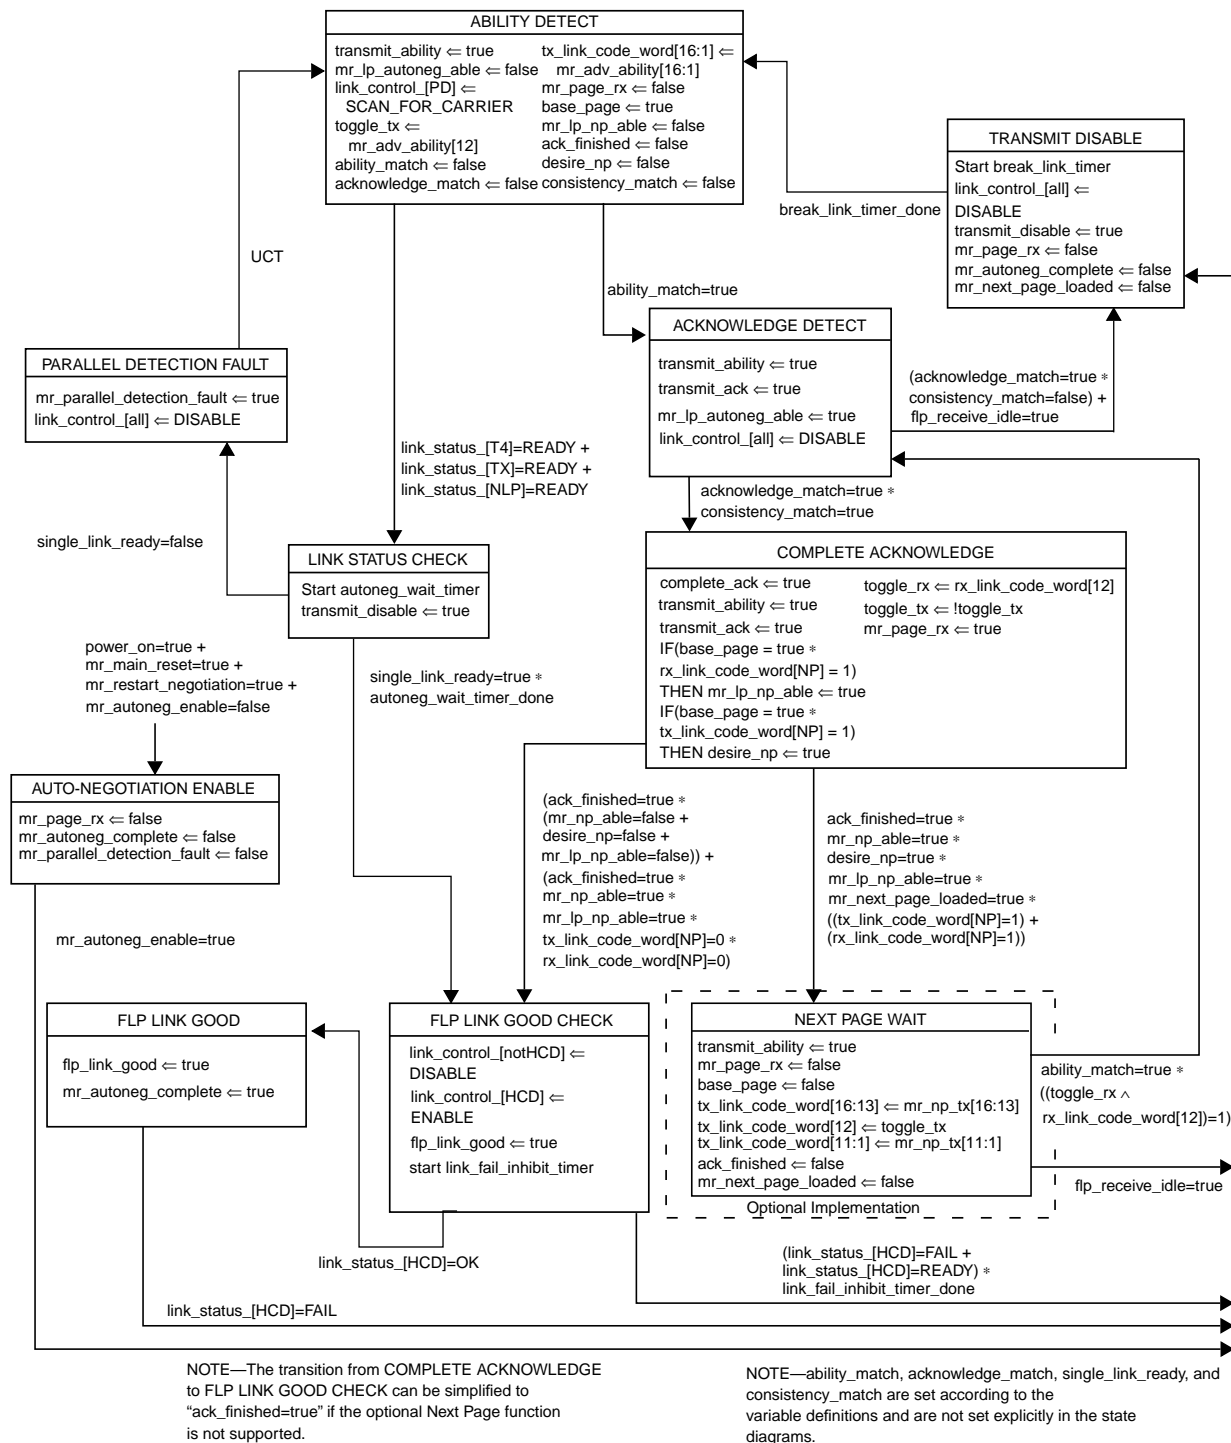 ABILITY DETECT
transmit_ability ⇐ true
mr_lp_autoneg_able ⇐ false
link_control_[PD] ⇐
SCAN_FOR_CARRIER
toggle_tx ⇐
mr_adv_ability[12]
ability_match ⇐ false
acknowledge_match ⇐ false
tx_link_code_word[16:1] ⇐
mr_adv_ability[16:1]
mr_page_rx ⇐ false
base_page ⇐ true
mr_lp_np_able ⇐ false
ack_finished ⇐ false
desire_np ⇐ false
consistency_match ⇐ false
TRANSMIT DISABLE
Start break_link_timer
link_control_[all] ⇐
DISABLE
transmit_disable ⇐ true
mr_page_rx ⇐ false
mr_autoneg_complete ⇐ false
mr_next_page_loaded ⇐ false
break_link_timer_done
UCT
ability_match=true
ACKNOWLEDGE DETECT
transmit_ability ⇐ true
transmit_ack ⇐ true
mr_lp_autoneg_able ⇐ true
link_control_[all] ⇐ DISABLE
(acknowledge_match=true *
consistency_match=false) +
flp_receive_idle=true
PARALLEL DETECTION FAULT
mr_parallel_detection_fault ⇐ true
link_control_[all] ⇐ DISABLE
link_status_[T4]=READY +
link_status_[TX]=READY +
link_status_[NLP]=READY
acknowledge_match=true *
consistency_match=true
single_link_ready=false
LINK STATUS CHECK
Start autoneg_wait_timer
transmit_disable ⇐ true
COMPLETE ACKNOWLEDGE
complete_ack ⇐ true
transmit_ability ⇐ true
transmit_ack ⇐ true
IF(base_page = true *
rx_link_code_word[NP] = 1)
THEN mr_lp_np_able ⇐ true
IF(base_page = true *
tx_link_code_word[NP] = 1)
THEN desire_np ⇐ true
toggle_rx ⇐ rx_link_code_word[12]
toggle_tx ⇐ !toggle_tx
mr_page_rx ⇐ true
power_on=true +
mr_main_reset=true +
mr_restart_negotiation=true +
mr_autoneg_enable=false
single_link_ready=true *
autoneg_wait_timer_done
AUTO-NEGOTIATION ENABLE
mr_page_rx ⇐ false
mr_autoneg_complete ⇐ false
mr_parallel_detection_fault ⇐ false
(ack_finished=true *
(mr_np_able=false +
desire_np=false +
mr_lp_np_able=false)) +
(ack_finished=true *
mr_np_able=true *
mr_lp_np_able=true *
tx_link_code_word[NP]=0 *
rx_link_code_word[NP]=0)
ack_finished=true *
mr_np_able=true *
desire_np=true *
mr_lp_np_able=true *
mr_next_page_loaded=true *
((tx_link_code_word[NP]=1) +
(rx_link_code_word[NP]=1))
mr_autoneg_enable=true
FLP LINK GOOD
flp_link_good ⇐ true
mr_autoneg_complete ⇐ true
FLP LINK GOOD CHECK
link_control_[notHCD] ⇐
DISABLE
link_control_[HCD] ⇐
ENABLE
flp_link_good ⇐ true
start link_fail_inhibit_timer
NEXT PAGE WAIT
transmit_ability ⇐ true
mr_page_rx ⇐ false
base_page ⇐ false
tx_link_code_word[16:13] ⇐ mr_np_tx[16:13]
tx_link_code_word[12] ⇐ toggle_tx
tx_link_code_word[11:1] ⇐ mr_np_tx[11:1]
ack_finished ⇐ false
mr_next_page_loaded ⇐ false
Optional Implementation
ability_match=true *
((toggle_rx ∧
rx_link_code_word[12])=1)
flp_receive_idle=true
link_status_[HCD]=OK
(link_status_[HCD]=FAIL +
link_status_[HCD]=READY) *
link_fail_inhibit_timer_done
link_status_[HCD]=FAIL
NOTE—The transition from COMPLETE ACKNOWLEDGE
to FLP LINK GOOD CHECK can be simplified to
“ack_finished=true” if the optional Next Page function
is not supported.
NOTE—ability_match, acknowledge_match, single_link_ready, and
consistency_match are set according to the
variable definitions and are not set explicitly in the state
diagrams.